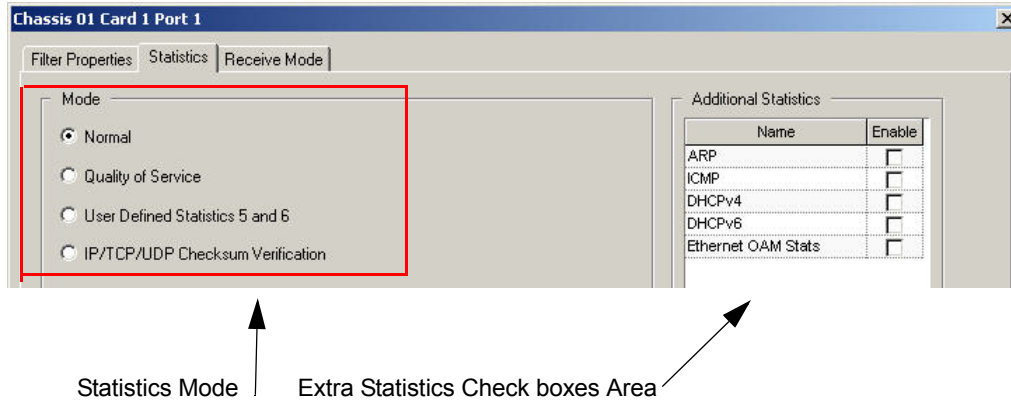 Chassis 01 Card 1 Port 1
Filter Properties Statistics Receive Mode
Mode
Normal
Quality of Service
User Defined Statistics 5 and 6
IP/TCP/UDP Checksum Verification
Additional Statistics
Name Enable
ARP
ICMP
DHCPv4
DHCPv6
Ethernet OAM Stats
Statistics Mode
Extra Statistics Check boxes Area